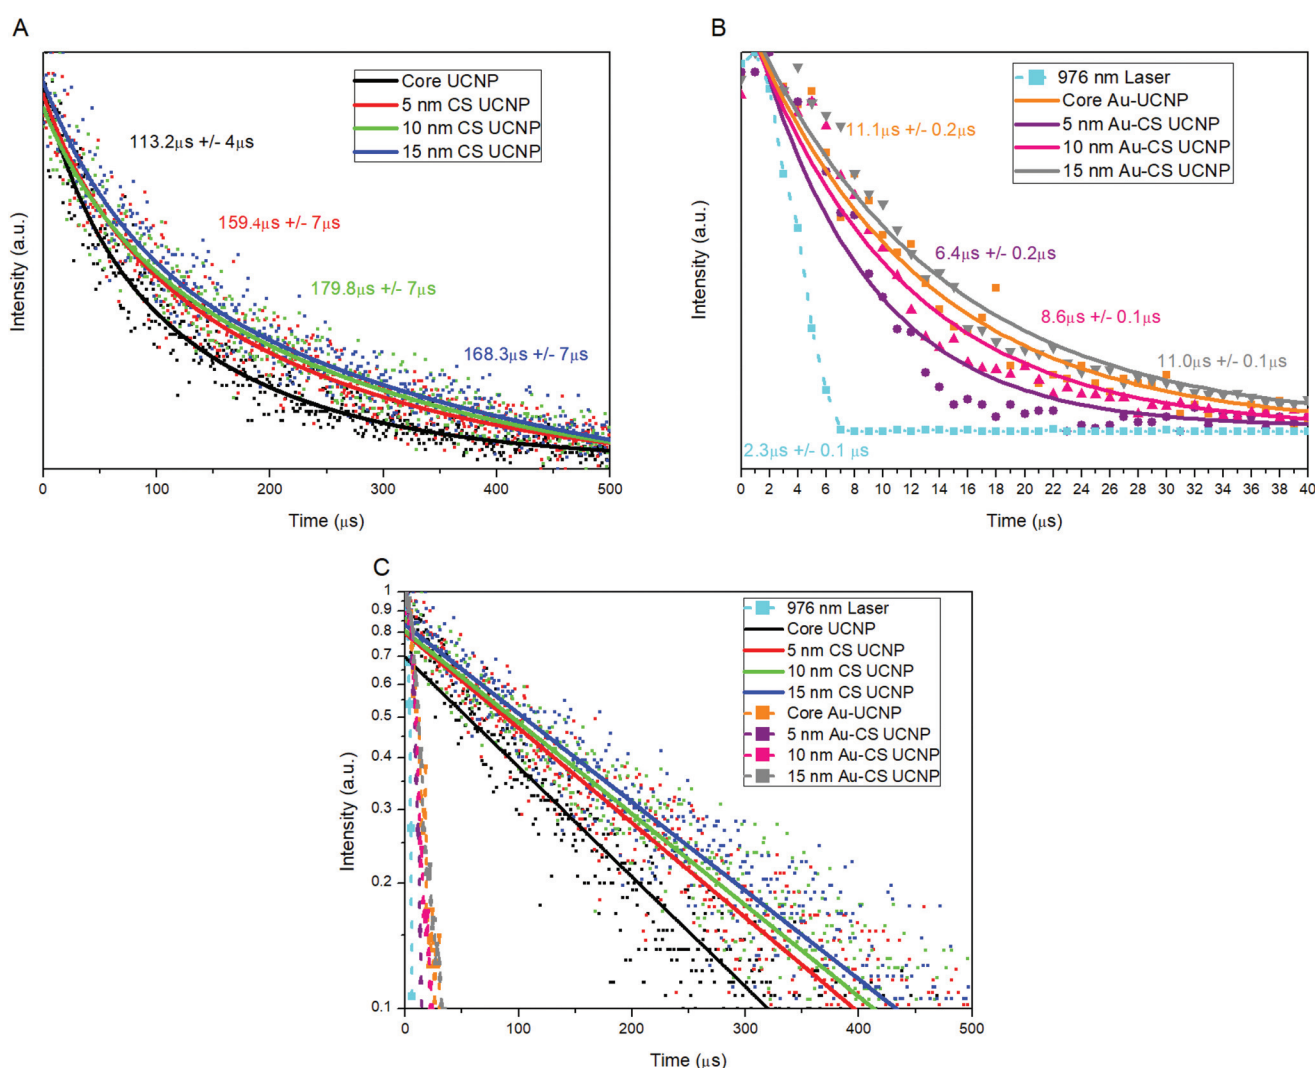 A
Core UCNP
5 nm CS UCNP
10 nm CS UCNP
15 nm CS UCNP
113.2μs +/- 4μs
159.4μs +/- 7μs
179.8μs +/- 7μs
168.3μs +/- 7μs
Intensity (a.u.)
0 100 200 300 400 500
Time (μs)
B
976 nm Laser
Core Au-UCNP
5 nm Au-CS UCNP
10 nm Au-CS UCNP
15 nm Au-CS UCNP
11.1μs +/- 0.2μs
6.4μs +/- 0.2μs
8.6μs +/- 0.1μs
11.0μs +/- 0.1μs
2.3μs +/- 0.1 μs
Intensity (a.u.)
0 2 4 6 8 10 12 14 16 18 20 22 24 26 28 30 32 34 36 38 40
Time (μs)
C
976 nm Laser
Core UCNP
5 nm CS UCNP
10 nm CS UCNP
15 nm CS UCNP
Core Au-UCNP
5 nm Au-CS UCNP
10 nm Au-CS UCNP
15 nm Au-CS UCNP
1
0.9
0.8
0.7
0.6
0.5
0.4
0.3
0.2
0.1
Intensity (a.u.)
0 100 200 300 400 500
Time (μs)